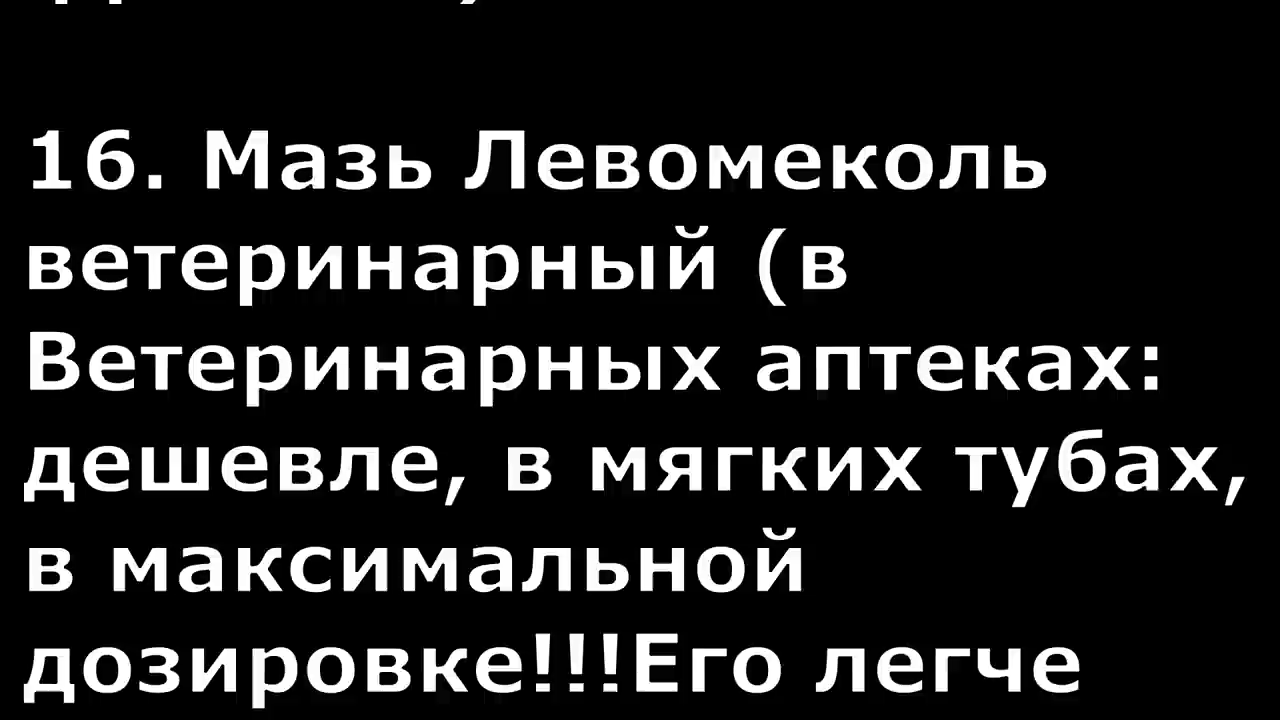 16. Мазь Левомеколь
ветеринарный (в
Ветеринарных аптеках:
дешевле, в мягких тубах,
в максимальной
дозировке!!!Его легче